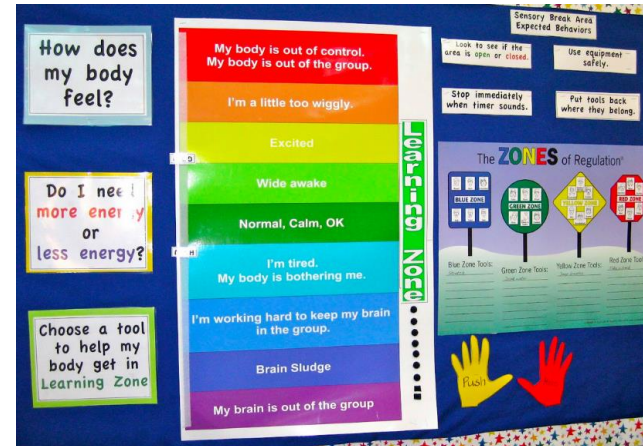 How does
my body
feel?
Do I need
more energy
or
less energy?
Choose a tool
to help my
body get in
Learning Zone
My body is out of control.
My body is out of the group.
I'm a little too wiggly.
Excited
Wide awake
Normal, Calm, OK
I'm tired.
My body is bothering me.
I'm working hard to keep my brain
in the group.
Brain Sludge
My brain is out of the group
Learning Zone
Sensory Break Area
Expected Behaviors
Look to see if the
area is open or closed.
Use equipment
safely.
Stop immediately
when timer sounds.
Put tools back
where they belong.
The ZONES of Regulation®
BLUE ZONE
GREEN ZONE
YELLOW ZONE
RED ZONE
Blue Zone Tools:
Green Zone Tools:
Yellow Zone Tools:
Red Zone Tools:
Push